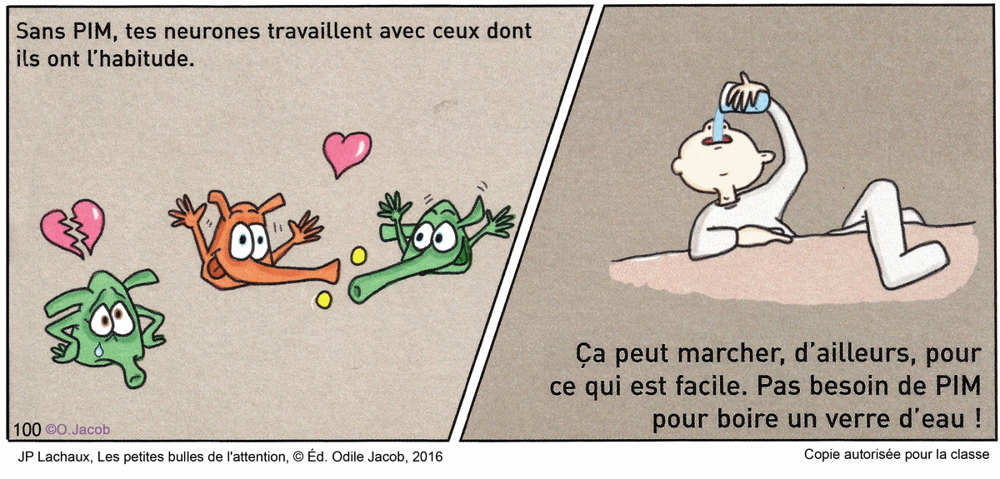 Sans PIM, tes neurones travaillent avec ceux dont
ils ont l'habitude.
Ça peut marcher, d'ailleurs, pour
ce qui est facile. Pas besoin de PIM
pour boire un verre d'eau !
100 ©O.Jacob
JP Lachaux, Les petites bulles de l'attention, © Éd. Odile Jacob, 2016
Copie autorisée pour la classe